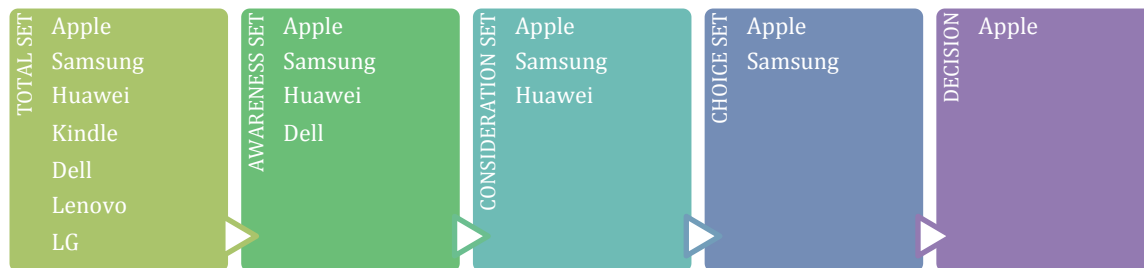 TOTAL SET
Apple
Samsung
Huawei
Kindle
Dell
Lenovo
LG
AWARENESS SET
Apple
Samsung
Huawei
Dell
CONSIDERATION SET
Apple
Samsung
Huawei
CHOICE SET
Apple
Samsung
DECISION
Apple